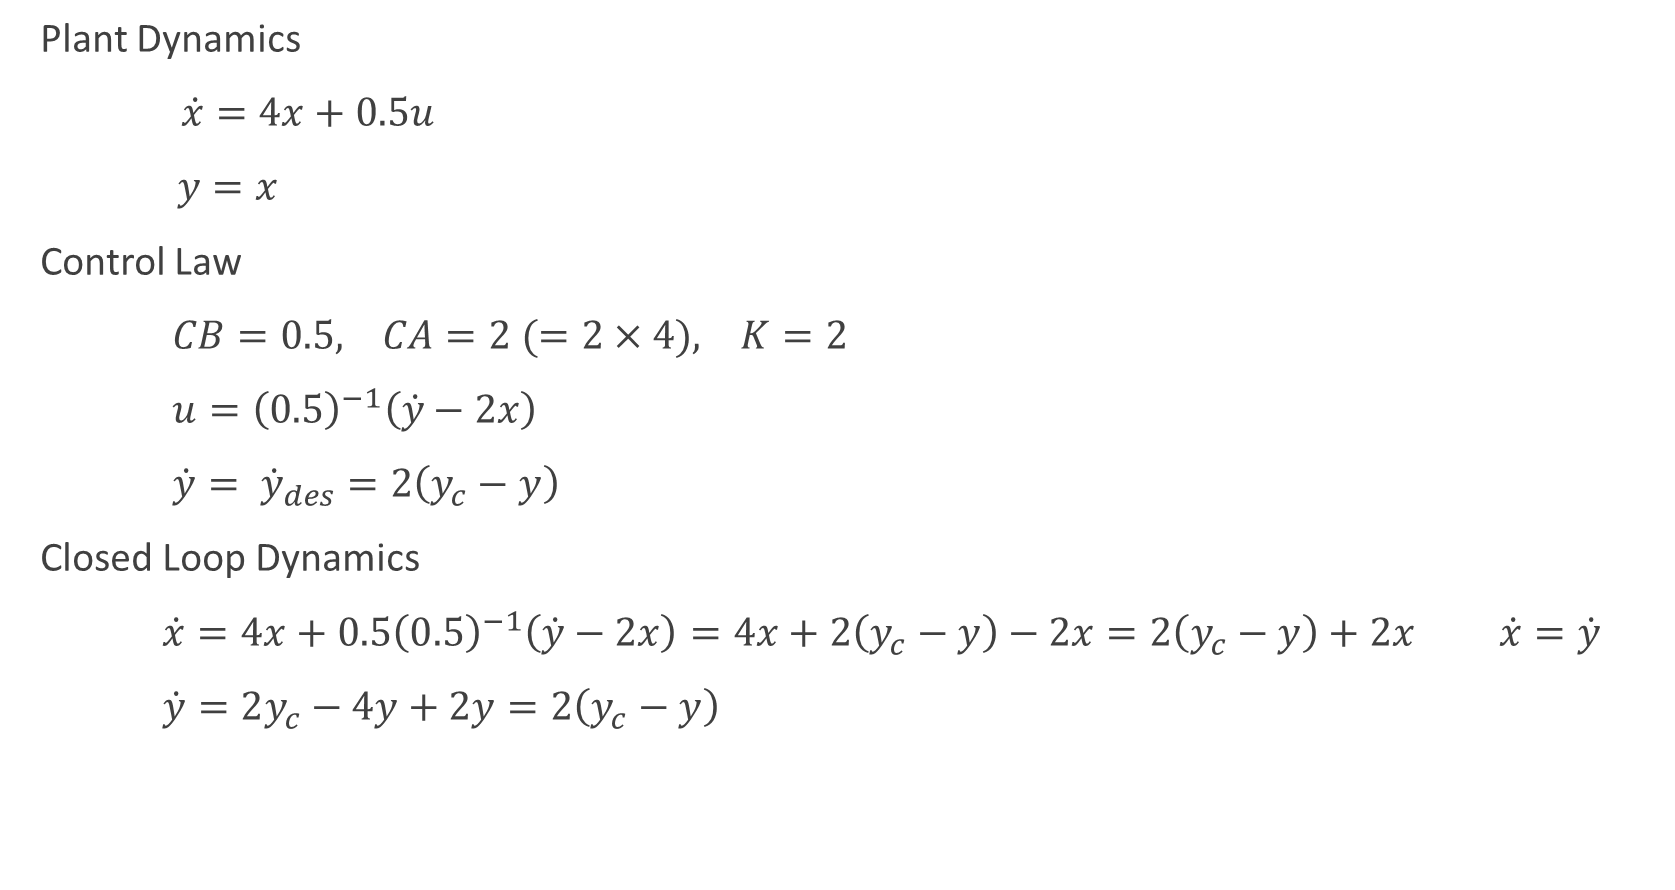 Plant Dynamics
ẋ = 4x + 0.5u
y = x
Control Law
CB = 0.5, CA = 2 (= 2 × 4), K = 2
u = (0.5)⁻¹(ẏ − 2x)
ẏ = ẏ_des = 2(y_c − y)
Closed Loop Dynamics
ẋ = 4x + 0.5(0.5)⁻¹(ẏ − 2x) = 4x + 2(y_c − y) − 2x = 2(y_c − y) + 2x ẋ = ẏ
ẏ = 2y_c − 4y + 2y = 2(y_c − y)